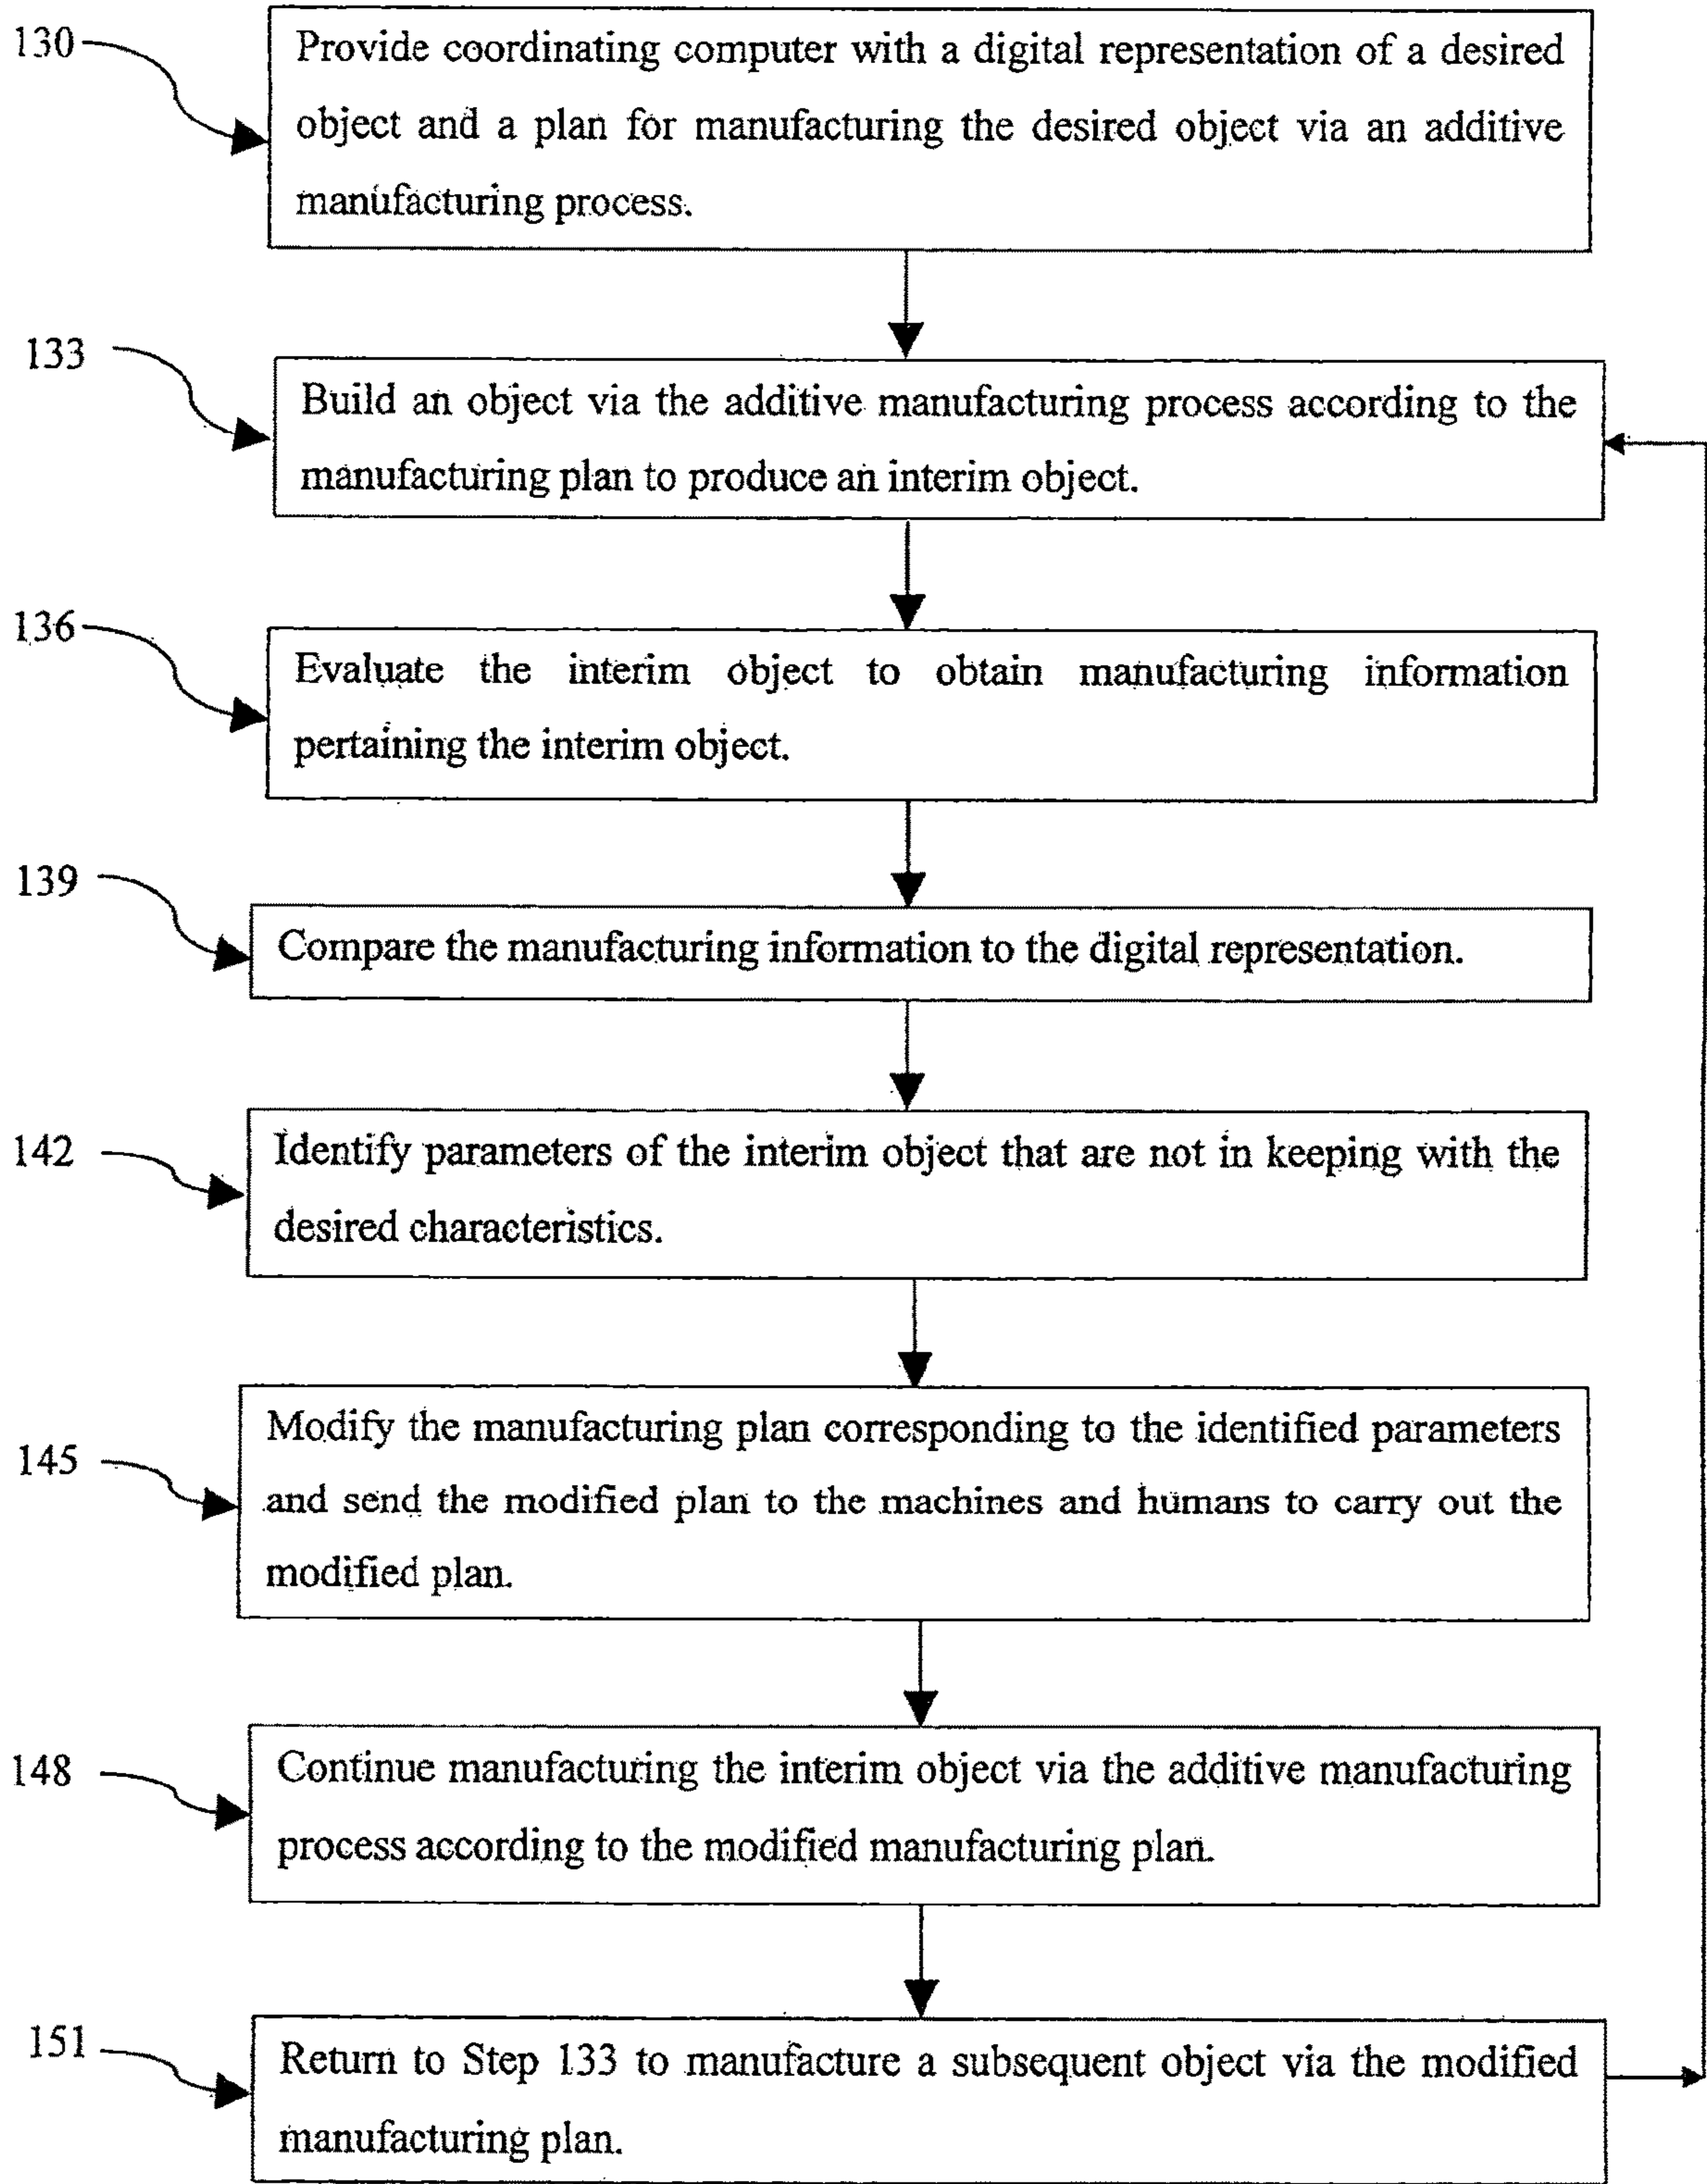 130
Provide coordinating computer with a digital representation of a desired
object and a plan for manufacturing the desired object via an additive
manufacturing process.
133
Build an object via the additive manufacturing process according to the
manufacturing plan to produce an interim object.
136
Evaluate the interim object to obtain manufacturing information
pertaining the interim object.
139
Compare the manufacturing information to the digital representation.
142
Identify parameters of the interim object that are not in keeping with the
desired characteristics.
145
Modify the manufacturing plan corresponding to the identified parameters
and send the modified plan to the machines and humans to carry out the
modified plan.
148
Continue manufacturing the interim object via the additive manufacturing
process according to the modified manufacturing plan.
151
Return to Step 133 to manufacture a subsequent object via the modified
manufacturing plan.